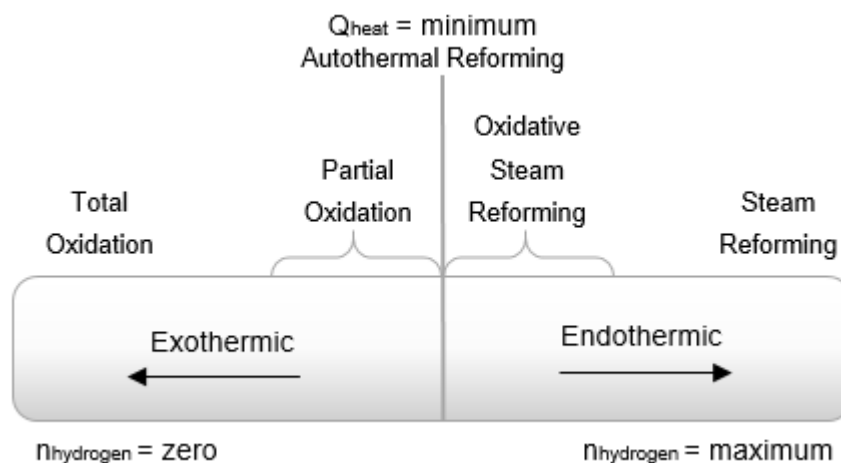 Qheat = minimum
Autothermal Reforming
Oxidative
Steam
Reforming
Partial
Oxidation
Total
Oxidation
Steam
Reforming
Exothermic
Endothermic
nhydrogen = zero
nhydrogen = maximum